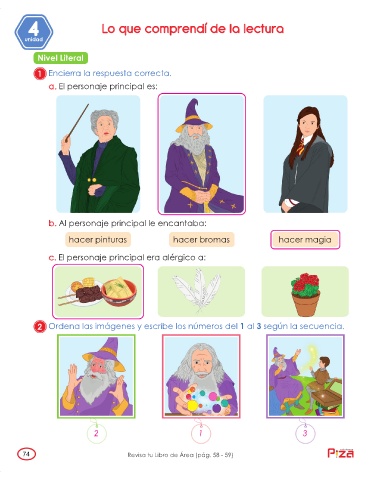 4
unidad
Lo que comprendí de la lectura
Nivel Literal
1 Encierra la respuesta correcta.
a. El personaje principal es:
b. Al personaje principal le encantaba:
hacer pinturas hacer bromas hacer magia
c. El personaje principal era alérgico a:
2 Ordena las imágenes y escribe los números del 1 al 3 según la secuencia.
2 1 3
74
Revisa tu Libro de Área (pág. 58 - 59)
Piza